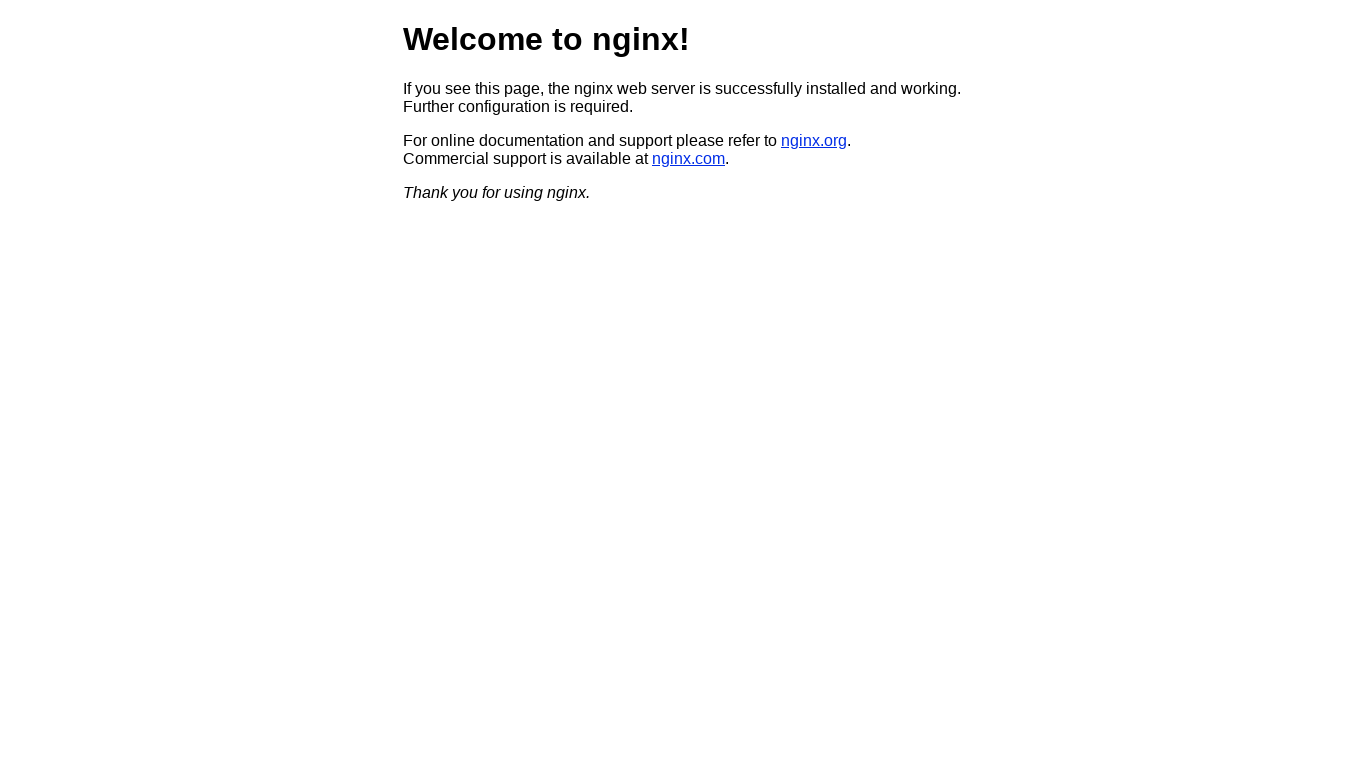 Welcome to nginx!
If you see this page, the nginx web server is successfully installed and working.
Further configuration is required.
For online documentation and support please refer to nginx.org.
Commercial support is available at nginx.com.
Thank you for using nginx.